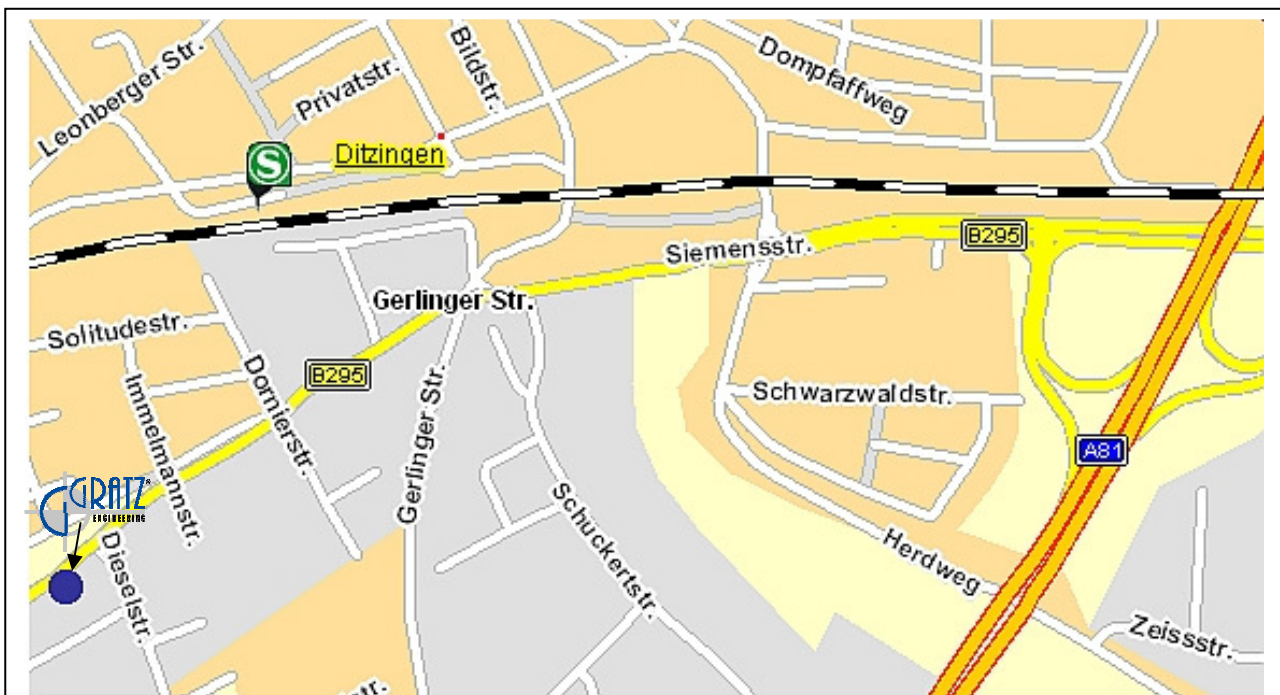 Leonberger Str.
Privatstr.
Bildstr.
Dompfaffweg
S
Ditzingen
B295
Siemensstr.
Gerlinger Str.
Solitudestr.
B295
Immelmannstr.
Dornierstr.
Gerlinger Str.
Schwarzwaldstr.
A81
GRATZ®
ENGINEERING
Dieselstr.
Schuckertstr.
Herdweg
Zeissstr.
tr.